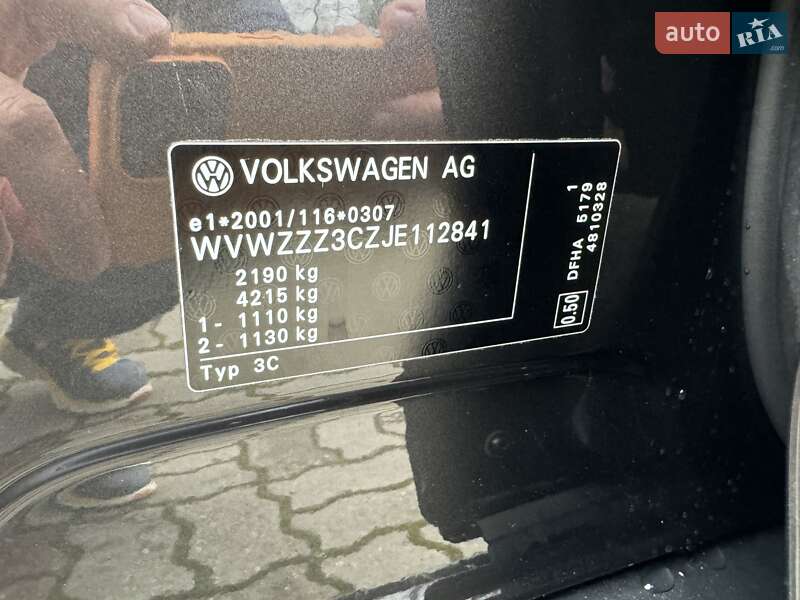 auto RIA.com
VOLKSWAGEN AG
e1*2001/116*0307
WVWZZZ3CZJE112841
2190 kg
4215 kg
1 - 1110 kg
2 - 1130 kg
Typ 3C
1
DFHA 5179
4810328
0.50